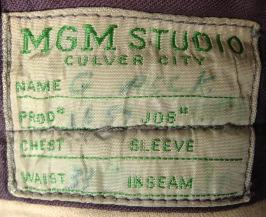 MGM STUDIO
CULVER CITY
NAME
PROD" JOB"
CHEST SLEEVE
WAIST INSEAM